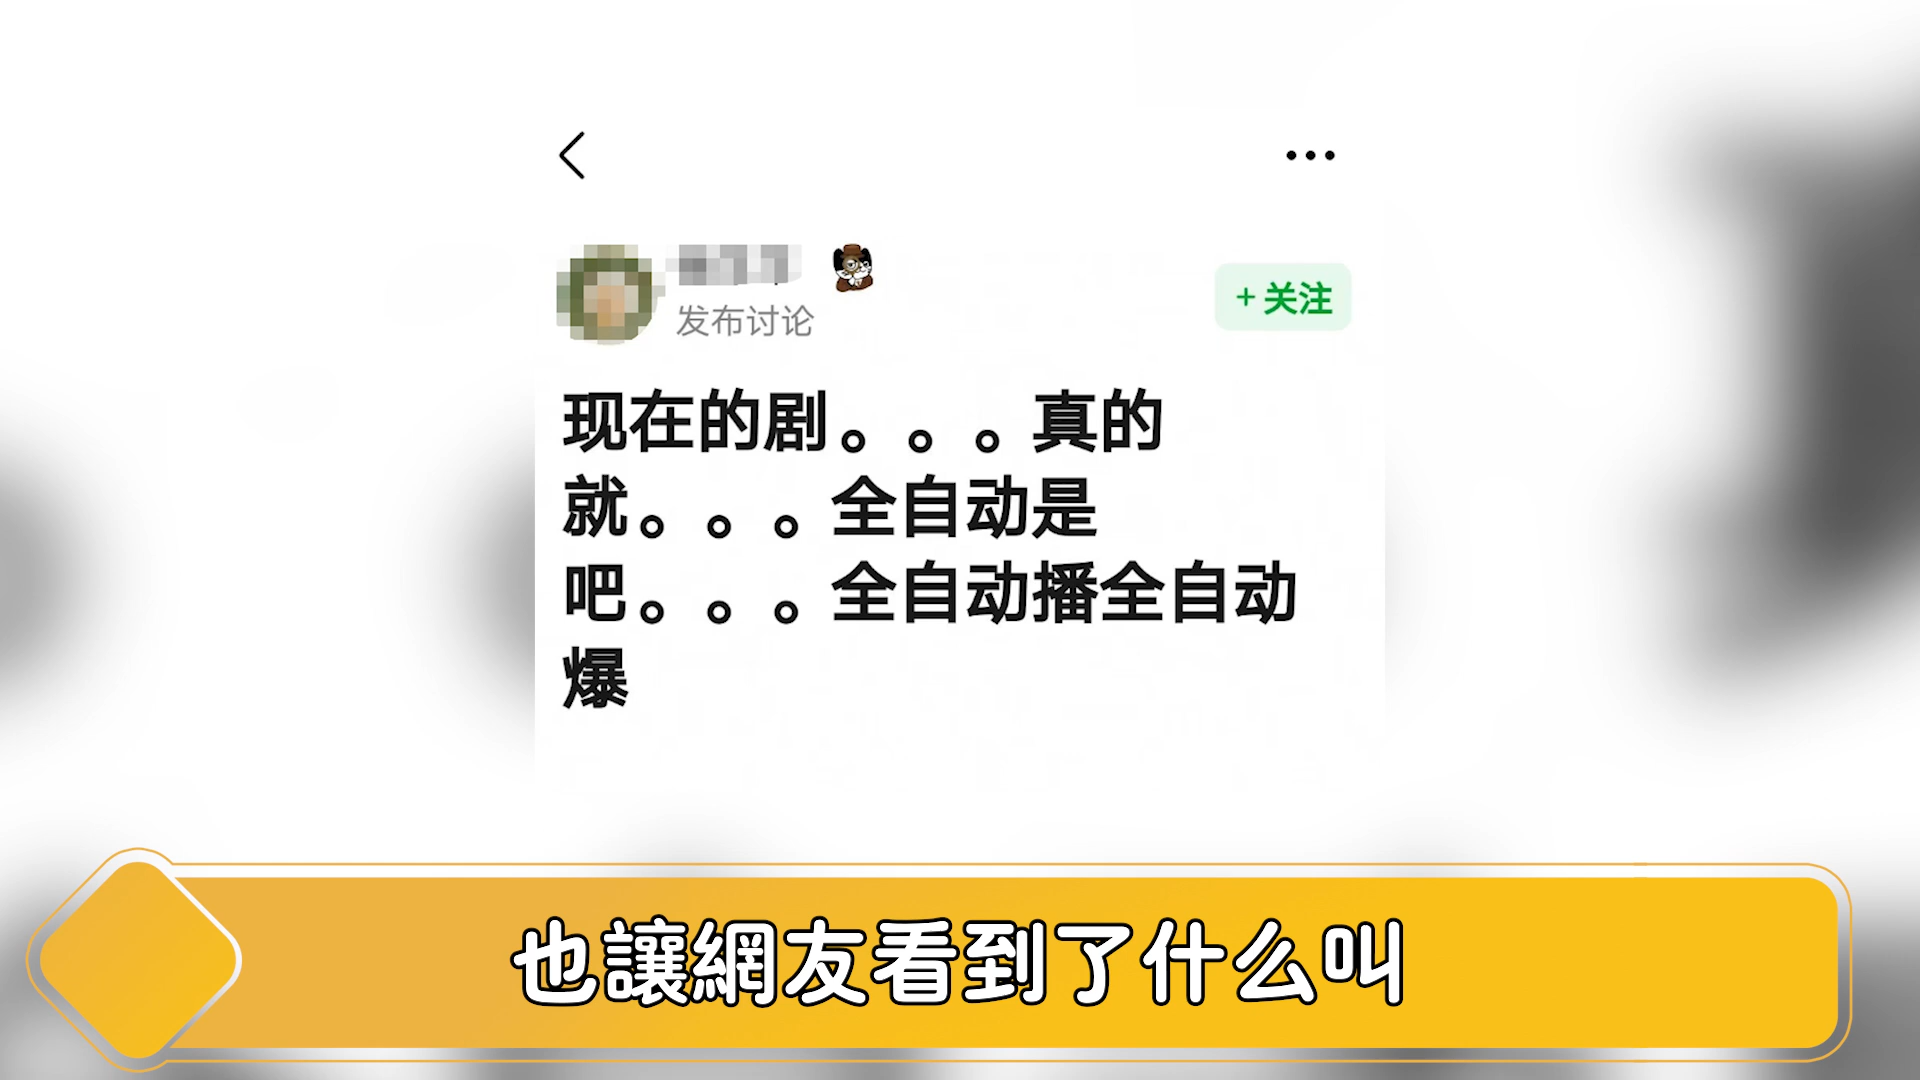 发布讨论
+关注
现在的剧。。。真的
就。。。全自动是
吧。。。全自动播全自动
爆
也讓網友看到了什么叫